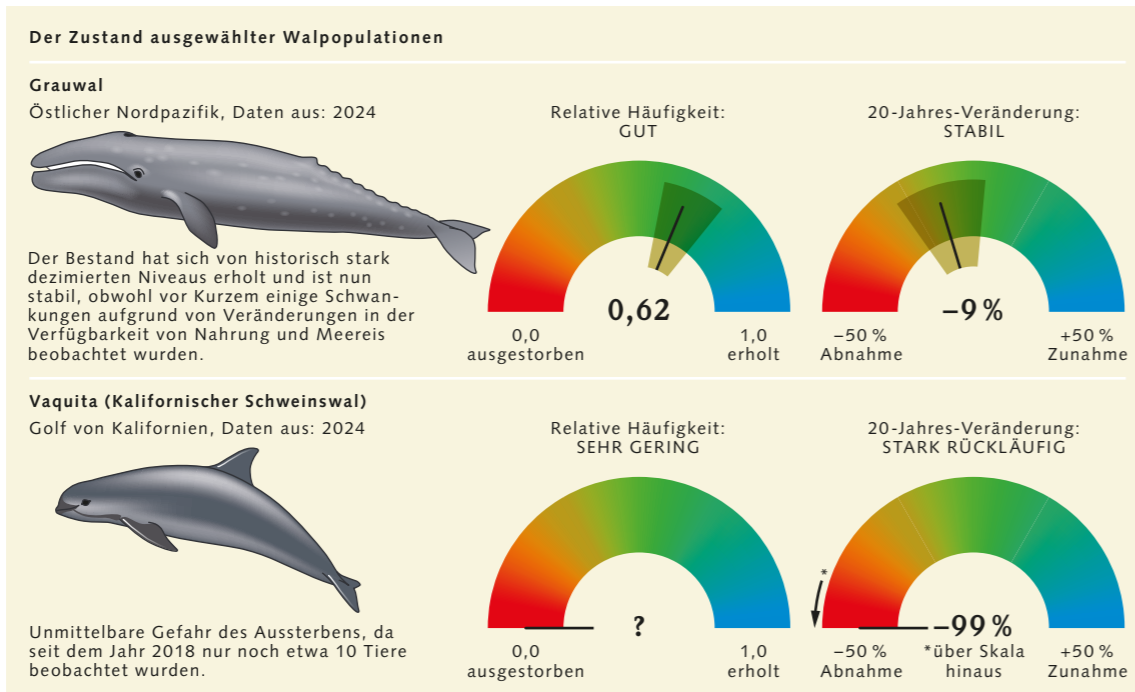 Der Zustand ausgewählter Walpopulationen
Grauwal
Östlicher Nordpazifik, Daten aus: 2024
Der Bestand hat sich von historisch stark
dezimierten Niveaus erholt und ist nun
stabil, obwohl vor Kurzem einige Schwan-
kungen aufgrund von Veränderungen in der
Verfügbarkeit von Nahrung und Meereis
beobachtet wurden.
Relative Häufigkeit:
GUT
0,62
0,0
ausgestorben
1,0
erholt
20-Jahres-Veränderung:
STABIL
–9 %
–50 %
Abnahme
+50 %
Zunahme
Vaquita (Kalifornischer Schweinswal)
Golf von Kalifornien, Daten aus: 2024
Unmittelbare Gefahr des Aussterbens, da
seit dem Jahr 2018 nur noch etwa 10 Tiere
beobachtet wurden.
Relative Häufigkeit:
SEHR GERING
?
0,0
ausgestorben
1,0
erholt
20-Jahres-Veränderung:
STARK RÜCKLÄUFIG
*
–99 %
–50 %
Abnahme
*über Skala
hinaus
+50 %
Zunahme